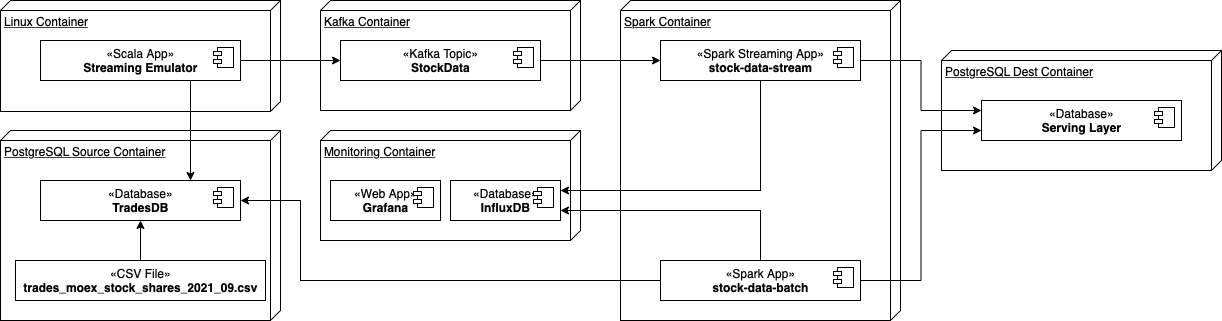 Linux Container
«Scala App»
Streaming Emulator
Kafka Container
«Kafka Topic»
StockData
Spark Container
«Spark Streaming App»
stock-data-stream
PostgreSQL Dest Container
«Database»
Serving Layer
PostgreSQL Source Container
«Database»
TradesDB
«CSV File»
trades_moex_stock_shares_2021_09.csv
Monitoring Container
«Web App»
Grafana
«Database»
InfluxDB
«Spark App»
stock-data-batch